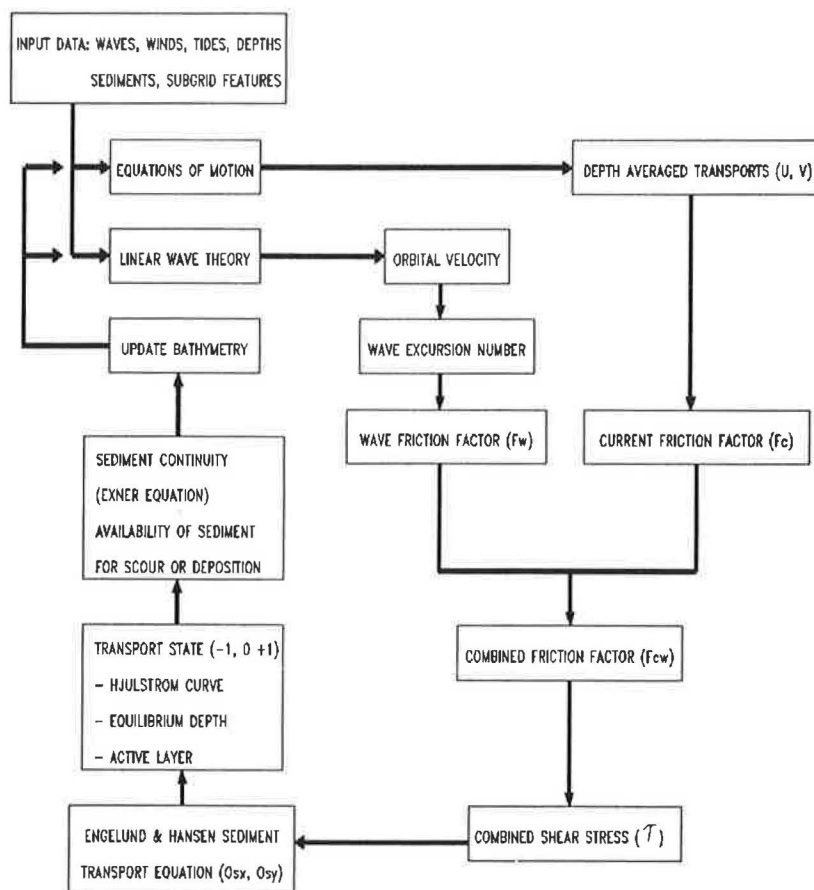 INPUT DATA: WAVES, WINDS, TIDES, DEPTHS
SEDIMENTS, SUBGRID FEATURES
EQUATIONS OF MOTION
DEPTH AVERAGED TRANSPORTS (U, V)
LINEAR WAVE THEORY
ORBITAL VELOCITY
UPDATE BATHYMETRY
WAVE EXCURSION NUMBER
WAVE FRICTION FACTOR (Fw)
CURRENT FRICTION FACTOR (Fc)
SEDIMENT CONTINUITY
(EXNER EQUATION)
AVAILABILITY OF SEDIMENT
FOR SCOUR OR DEPOSITION
TRANSPORT STATE (-1, 0 +1)
- HJULSTROM CURVE
- EQUILIBRIUM DEPTH
- ACTIVE LAYER
COMBINED FRICTION FACTOR (Fcw)
ENGELUND & HANSEN SEDIMENT
TRANSPORT EQUATION (Qsx, Qsy)
COMBINED SHEAR STRESS (τ)